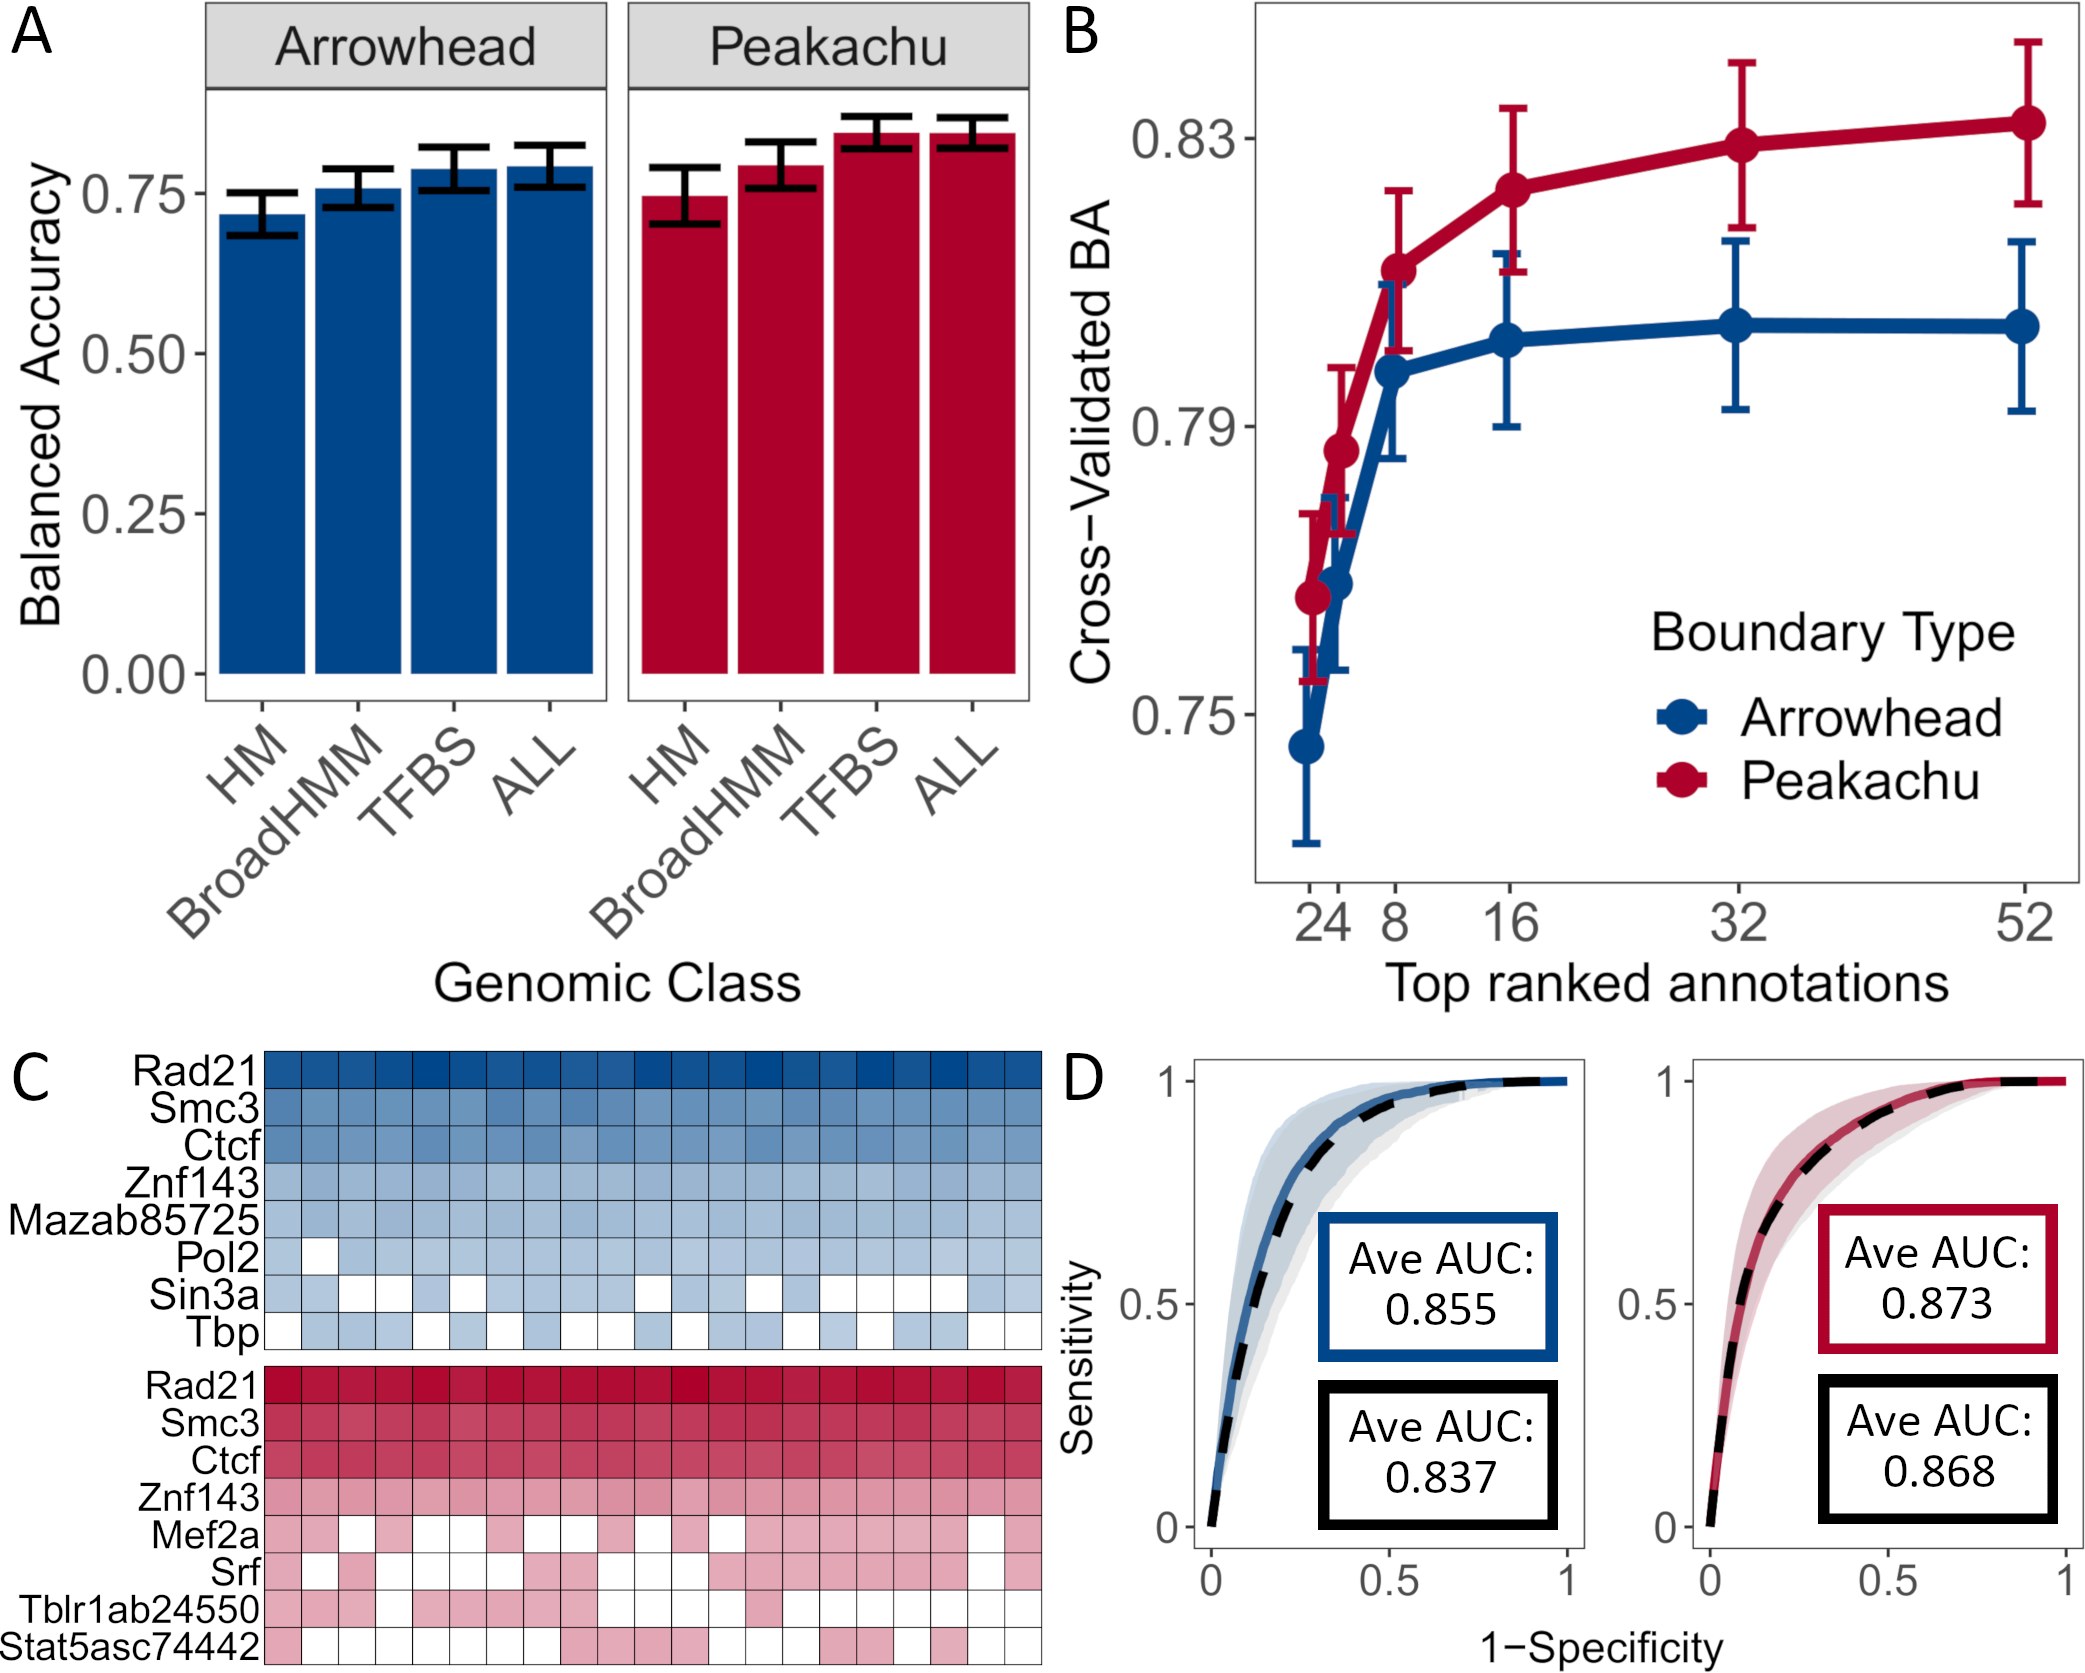 A
Arrowhead
Peakachu
Balanced Accuracy
0.75
0.50
0.25
0.00
HM
BroadHMM
TFBS
ALL
HM
BroadHMM
TFBS
ALL
Genomic Class
B
Cross−Validated BA
0.83
0.79
0.75
Boundary Type
Arrowhead
Peakachu
2 4 8 16 32 52
Top ranked annotations
C
Rad21
Smc3
Ctcf
Znf143
Mazab85725
Pol2
Sin3a
Tbp
Rad21
Smc3
Ctcf
Znf143
Mef2a
Srf
Tblr1ab24550
Stat5asc74442
D
Sensitivity
1
0.5
0
Ave AUC:
0.855
Ave AUC:
0.837
0 0.5 1
1
0.5
0
Ave AUC:
0.873
Ave AUC:
0.868
0 0.5 1
1−Specificity